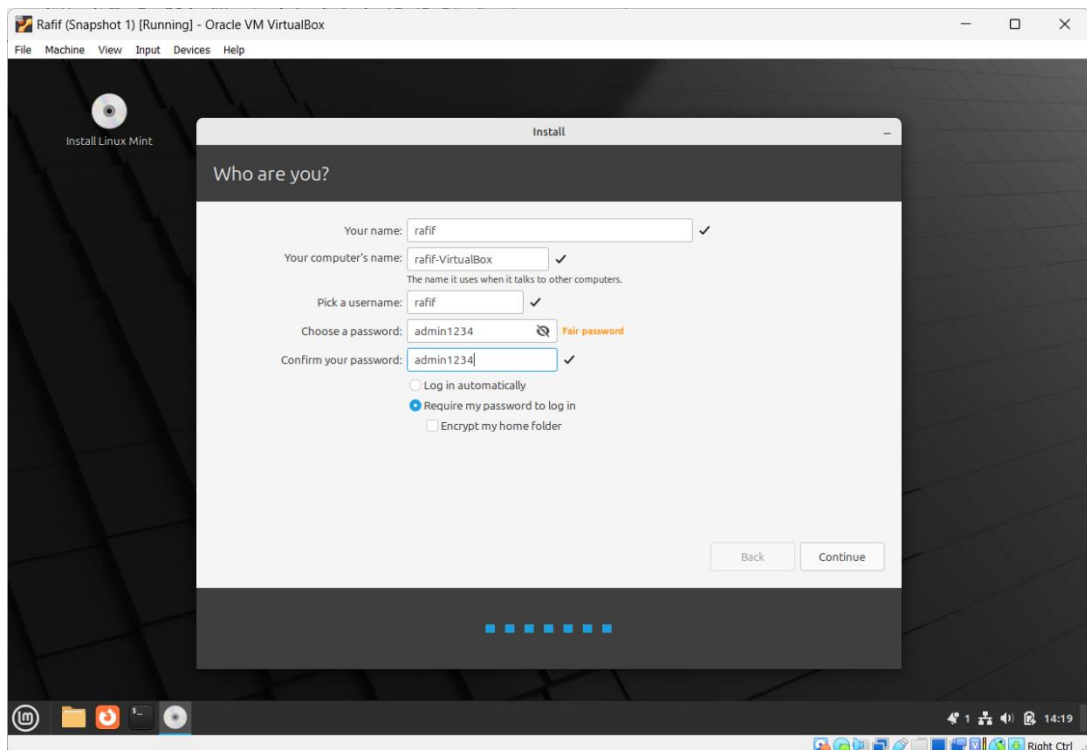 Rafif (Snapshot 1) [Running] - Oracle VM VirtualBox
File Machine View Input Devices Help
Install Linux Mint
Install
Who are you?
Your name: rafif
Your computer's name: rafif-VirtualBox
The name it uses when it talks to other computers.
Pick a username: rafif
Choose a password: admin1234 Fair password
Confirm your password: admin1234
Log in automatically
Require my password to log in
Encrypt my home folder
Back Continue
1 14:19
Right Ctrl